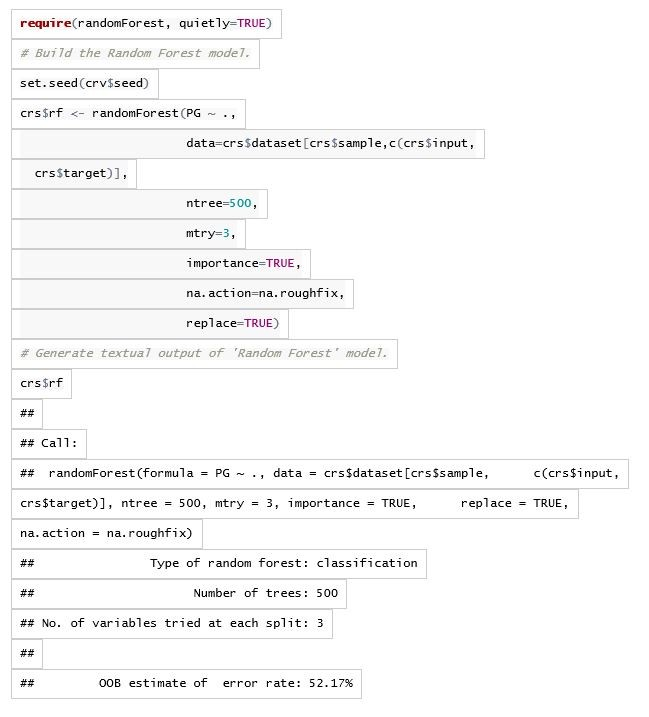 require(randomForest, quietly=TRUE)
# Build the Random Forest model.
set.seed(crv$seed)
crs$rf <- randomForest(PG ~ .,
data=crs$dataset[crs$sample,c(crs$input,
crs$target)],
ntree=500,
mtry=3,
importance=TRUE,
na.action=na.roughfix,
replace=TRUE)
# Generate textual output of 'Random Forest' model.
crs$rf
##
## Call:
##  randomForest(formula = PG ~ ., data = crs$dataset[crs$sample,      c(crs$input,
crs$target)], ntree = 500, mtry = 3, importance = TRUE,      replace = TRUE,
na.action = na.roughfix)
##                Type of random forest: classification
##                      Number of trees: 500
## No. of variables tried at each split: 3
##
##         OOB estimate of  error rate: 52.17%